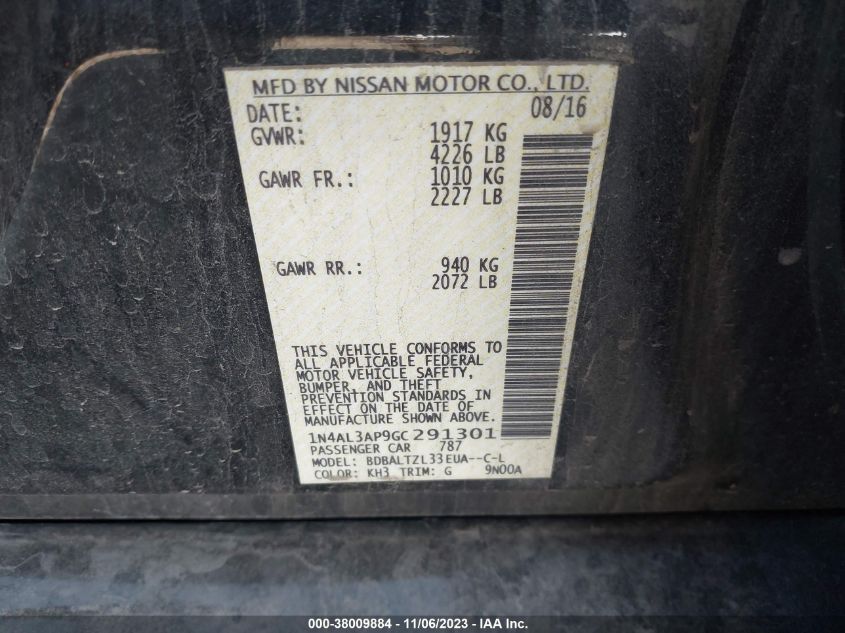 MFD BY NISSAN MOTOR CO., LTD.
DATE: 08/16
GVWR: 1917 KG
4226 LB
GAWR FR.: 1010 KG
2227 LB
GAWR RR.: 940 KG
2072 LB
THIS VEHICLE CONFORMS TO
ALL APPLICABLE FEDERAL
MOTOR VEHICLE SAFETY,
BUMPER, AND THEFT
PREVENTION STANDARDS IN
EFFECT ON THE DATE OF
MANUFACTURE SHOWN ABOVE.
1N4AL3AP9GC291301
PASSENGER CAR 787
MODEL: BDBALTZL33EUA--C-L
COLOR: KH3 TRIM: G 9N00A
000-38009884 - 11/06/2023 - IAA Inc.